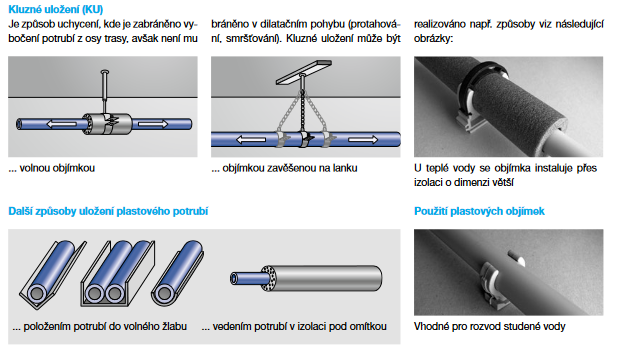 Kluzné uložení (KU)
Je způsob uchycení, kde je zabráněno vy-
bočení potrubí z osy trasy, avšak není mu
bráněno v dilatačním pohybu (protahová-
ní, smršťování). Kluzné uložení může být
realizováno např. způsoby viz následující
obrázky:
... volnou objímkou
... objímkou zavěšenou na lanku
U teplé vody se objímka instaluje přes
izolaci o dimenzi větší
Další způsoby uložení plastového potrubí
... položením potrubí do volného žlabu
... vedením potrubí v izolaci pod omítkou
Použití plastových objímek
Vhodné pro rozvod studené vody